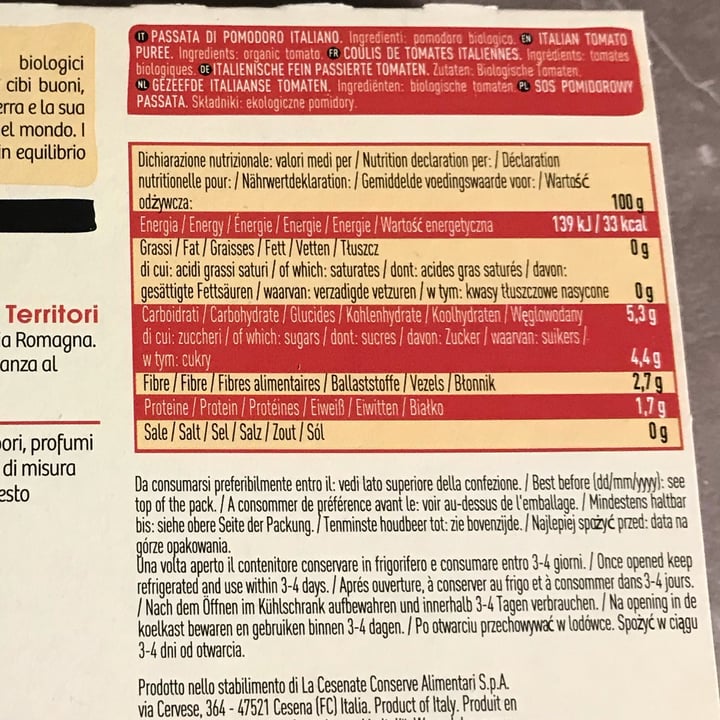 biologici
cibi buoni,
erra e la sua
el mondo. I
in equilibrio
Territori
a Romagna.
anza al
ori, profumi
di misura
esto
IT PASSATA DI POMODORO ITALIANO. Ingredienti: pomodoro biologico. EN ITALIAN TOMATO
PUREE. Ingredients: organic tomato. FR COULIS DE TOMATES ITALIENNES. Ingrédients: tomates
biologiques. DE ITALIENISCHE FEIN PASSIERTE TOMATEN. Zutaten: Biologische Tomaten.
NL GEZEEFDE ITALIAANSE TOMATEN. Ingrediënten: biologische tomaten. PL SOS POMIDOROWY
PASSATA. Składniki: ekologiczne pomidory.
Dichiarazione nutrizionale: valori medi per / Nutrition declaration per: / Déclaration
nutritionelle pour: / Nährwertdeklaration: / Gemiddelde voedingswaarde voor: / Wartość
odżywcza: 100 g
Energia / Energy / Énergie / Energie / Energie / Wartość energetyczna 139 kJ / 33 kcal
Grassi / Fat / Graisses / Fett / Vetten / Tłuszcz 0 g
di cui: acidi grassi saturi / of which: saturates / dont: acides gras saturés / davon:
gesättigte Fettsäuren / waarvan: verzadigde vetzuren / w tym: kwasy tłuszczowe nasycone 0 g
Carboidrati / Carbohydrate / Glucides / Kohlenhydrate / Koolhydraten / Węglowodany 5,3 g
di cui: zuccheri / of which: sugars / dont: sucres / davon: Zucker / waarvan: suikers /
w tym: cukry 4,4 g
Fibre / Fibre / Fibres alimentaires / Ballaststoffe / Vezels / Błonnik 2,7 g
Proteine / Protein / Protéines / Eiweiß / Eiwitten / Białko 1,7 g
Sale / Salt / Sel / Salz / Zout / Sól 0 g
Da consumarsi preferibilmente entro il: vedi lato superiore della confezione. / Best before (dd/mm/yyyy): see
top of the pack. / A consommer de préférence avant le: voir au-dessus de l'emballage. / Mindestens haltbar
bis: siehe obere Seite der Packung. / Tenminste houdbeer tot: zie bovenzijde. / Najlepiej spożyć przed: data na
górze opakowania.
Una volta aperto il contenitore conservare in frigorifero e consumare entro 3-4 giorni. / Once opened keep
refrigerated and use within 3-4 days. / Aprés ouverture, à conserver au frigo et à consommer dans 3-4 jours.
/ Nach dem Öffnen im Kühlschrank aufbewahren und innerhalb 3-4 Tagen verbrauchen. / Na opening in de
koelkast bewaren en gebruiken binnen 3-4 dagen. / Po otwarciu przechowywać w lodówce. Spożyć w ciągu
3-4 dni od otwarcia.
Prodotto nello stabilimento di La Cesenate Conserve Alimentari S.p.A.
via Cervese, 364 - 47521 Cesena (FC) Italia. Product of Italy. Produit en